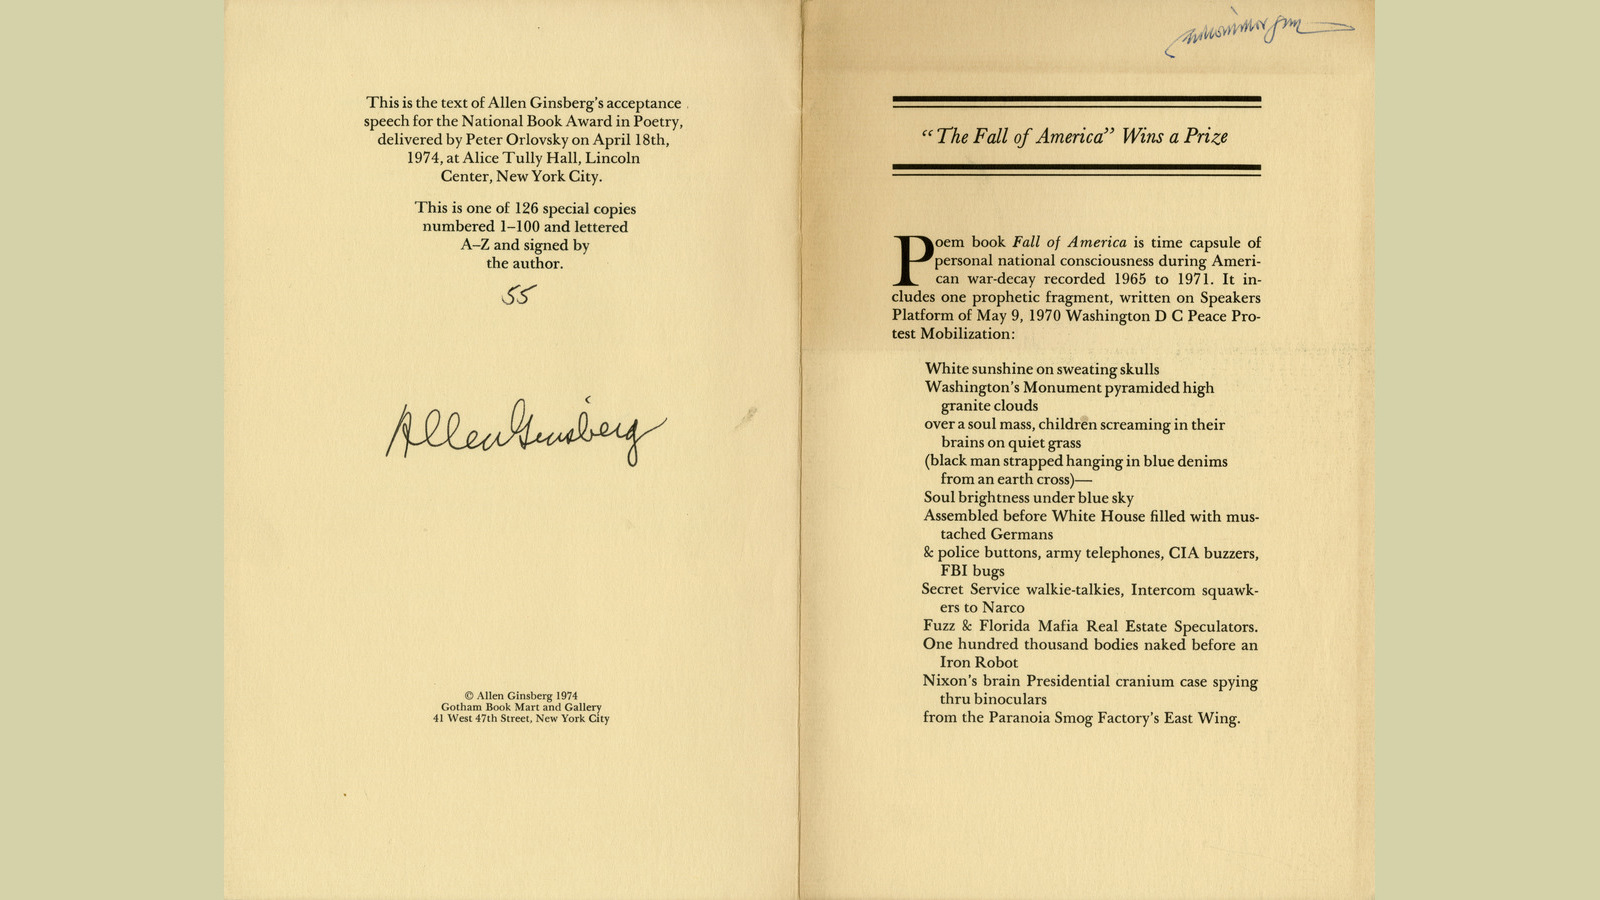 This is the text of Allen Ginsberg's acceptance
speech for the National Book Award in Poetry,
delivered by Peter Orlovsky on April 18th,
1974, at Alice Tully Hall, Lincoln
Center, New York City.
This is one of 126 special copies
numbered 1–100 and lettered
A–Z and signed by
the author.
55
Allen Ginsberg
© Allen Ginsberg 1974
Gotham Book Mart and Gallery
41 West 47th Street, New York City
“The Fall of America” Wins a Prize
Poem book Fall of America is time capsule of
personal national consciousness during Ameri-
can war-decay recorded 1965 to 1971. It in-
cludes one prophetic fragment, written on Speakers
Platform of May 9, 1970 Washington D C Peace Pro-
test Mobilization:
White sunshine on sweating skulls
Washington's Monument pyramided high
granite clouds
over a soul mass, children screaming in their
brains on quiet grass
(black man strapped hanging in blue denims
from an earth cross)—
Soul brightness under blue sky
Assembled before White House filled with mus-
tached Germans
& police buttons, army telephones, CIA buzzers,
FBI bugs
Secret Service walkie-talkies, Intercom squawk-
ers to Narco
Fuzz & Florida Mafia Real Estate Speculators.
One hundred thousand bodies naked before an
Iron Robot
Nixon's brain Presidential cranium case spying
thru binoculars
from the Paranoia Smog Factory's East Wing.